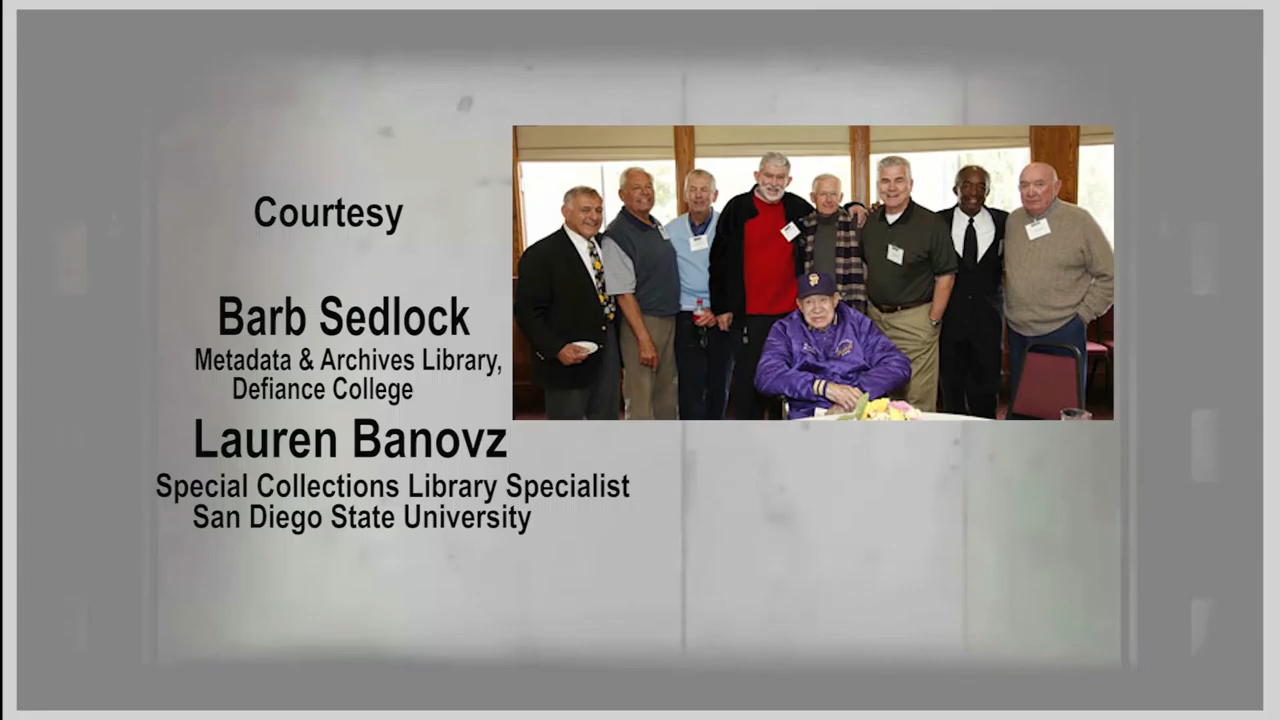 Courtesy
Barb Sedlock
Metadata & Archives Library,
Defiance College
Lauren Banovz
Special Collections Library Specialist
San Diego State University